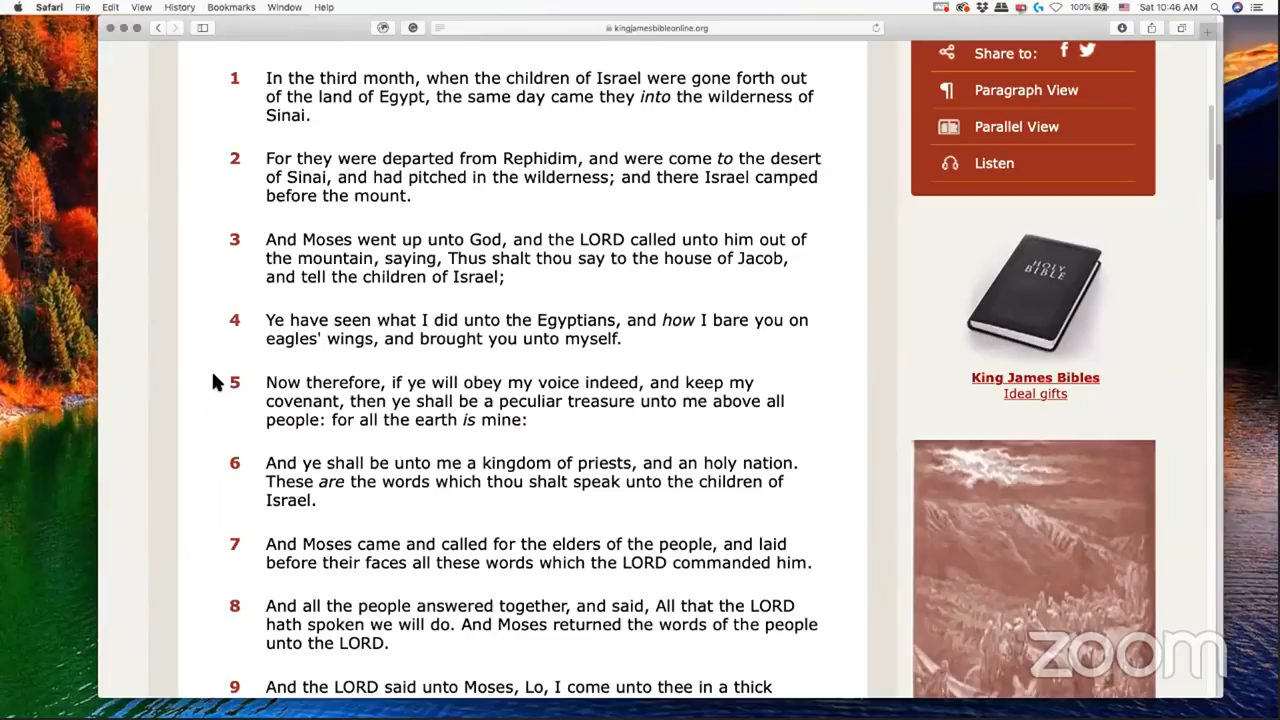 Safari File Edit View History Bookmarks Window Help 100% Sat 10:46 AM
kingjamesbibleonline.org
1 In the third month, when the children of Israel were gone forth out
of the land of Egypt, the same day came they into the wilderness of
Sinai.
2 For they were departed from Rephidim, and were come to the desert
of Sinai, and had pitched in the wilderness; and there Israel camped
before the mount.
3 And Moses went up unto God, and the LORD called unto him out of
the mountain, saying, Thus shalt thou say to the house of Jacob,
and tell the children of Israel;
4 Ye have seen what I did unto the Egyptians, and how I bare you on
eagles' wings, and brought you unto myself.
5 Now therefore, if ye will obey my voice indeed, and keep my
covenant, then ye shall be a peculiar treasure unto me above all
people: for all the earth is mine:
6 And ye shall be unto me a kingdom of priests, and an holy nation.
These are the words which thou shalt speak unto the children of
Israel.
7 And Moses came and called for the elders of the people, and laid
before their faces all these words which the LORD commanded him.
8 And all the people answered together, and said, All that the LORD
hath spoken we will do. And Moses returned the words of the people
unto the LORD.
9 And the LORD said unto Moses, Lo, I come unto thee in a thick
Share to:
Paragraph View
Parallel View
Listen
HOLY
BIBLE
King James Bibles
Ideal gifts
zoom